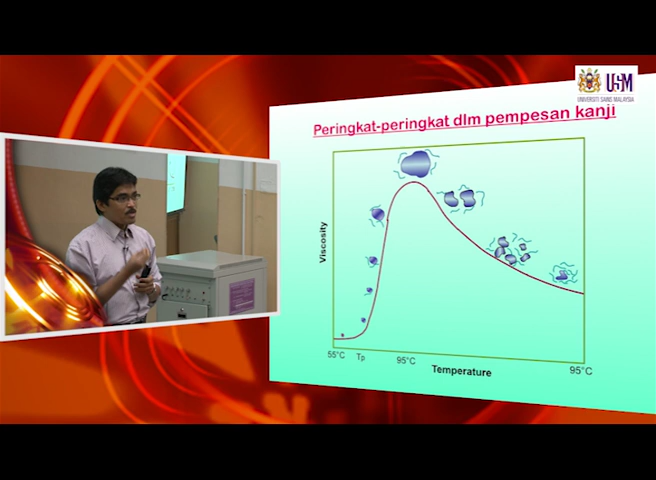 USM
UNIVERSITI SAINS MALAYSIA
Peringkat-peringkat dlm pempesan kanji
Viscosity
55°C Tp 95°C 95°C
Temperature